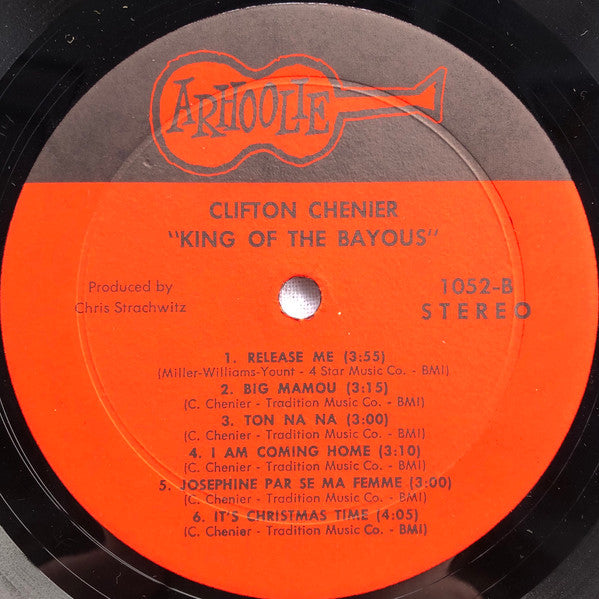 ARHOOLIE
CLIFTON CHENIER
"KING OF THE BAYOUS"
Produced by
Chris Strachwitz
1052-B
STEREO
1. RELEASE ME (3:55)
(Miller-Williams-Yount - 4 Star Music Co. - BMI)
2. BIG MAMOU (3:15)
(C. Chenier - Tradition Music Co. - BMI)
3. TON NA NA (3:00)
(C. Chenier - Tradition Music Co. - BMI)
4. I AM COMING HOME (3:10)
(C. Chenier - Tradition Music Co. - BMI)
5. JOSEPHINE PAR SE MA FEMME (3:00)
(C. Chenier - Tradition Music Co. - BMI)
6. IT'S CHRISTMAS TIME (4:05)
(C. Chenier - Tradition Music Co. - BMI)